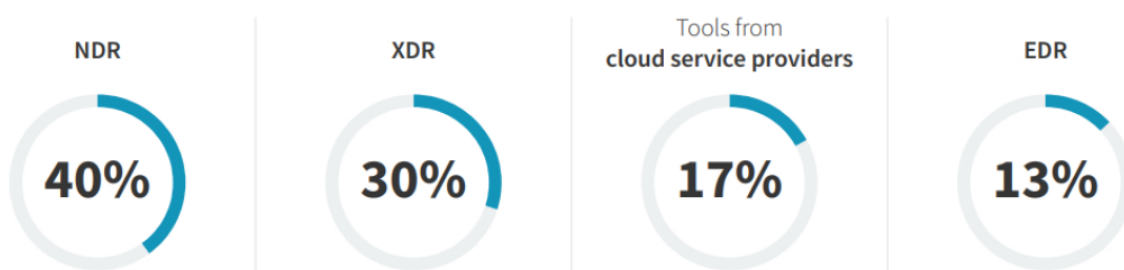 NDR
40%
XDR
30%
Tools from
cloud service providers
17%
EDR
13%